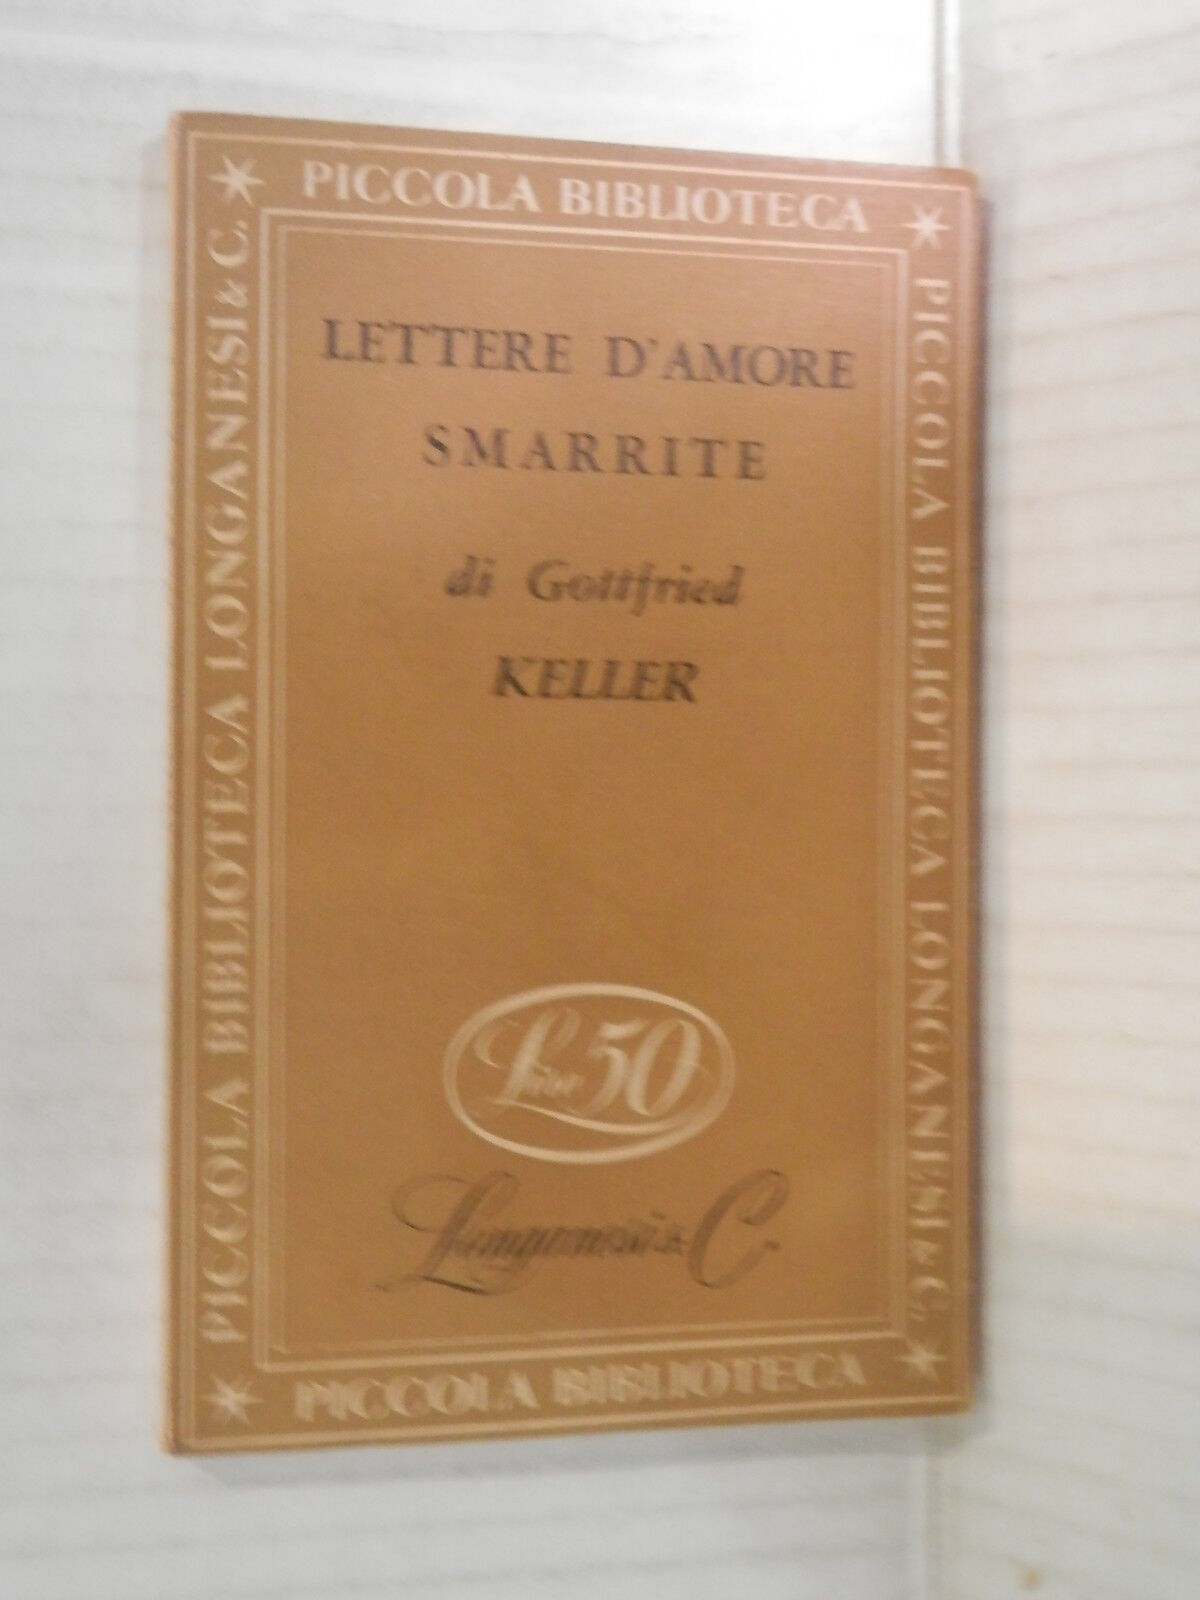 PICCOLA BIBLIOTECA
PICCOLA BIBLIOTECA LONGANESI & C.
LETTERE D'AMORE
SMARRITE
di Gottfried
KELLER
Lire 50
Longanesi & C.
PICCOLA BIBLIOTECA LONGANESI & C.
PICCOLA BIBLIOTECA